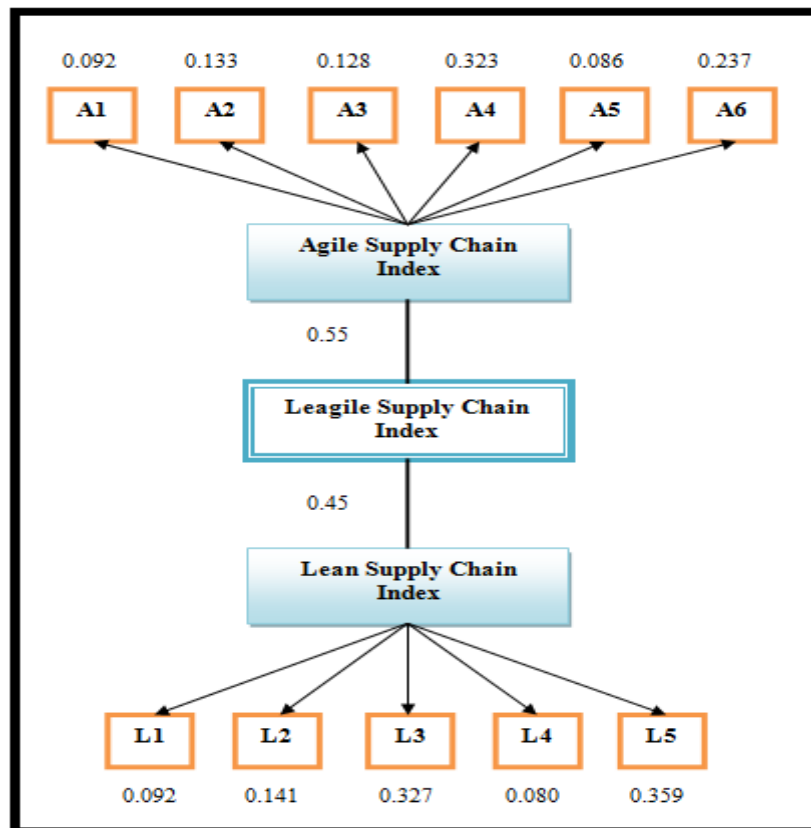 0.092 0.133 0.128 0.323 0.086 0.237
A1 A2 A3 A4 A5 A6
Agile Supply Chain
Index
0.55
Leagile Supply Chain
Index
0.45
Lean Supply Chain
Index
L1 L2 L3 L4 L5
0.092 0.141 0.327 0.080 0.359